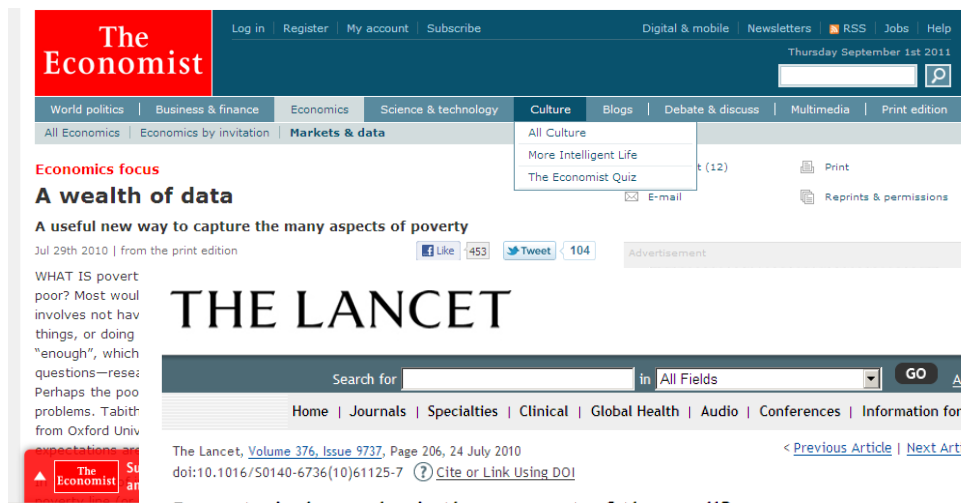 The
Economist
Log in | Register | My account | Subscribe
Digital & mobile | Newsletters | RSS | Jobs | Help
Thursday September 1st 2011
World politics | Business & finance | Economics | Science & technology | Culture | Blogs | Debate & discuss | Multimedia | Print edition
All Economics | Economics by invitation | Markets & data
All Culture
More Intelligent Life
The Economist Quiz
Economics focus
(12)
Print
E-mail
Reprints & permissions
A wealth of data
A useful new way to capture the many aspects of poverty
Jul 29th 2010 | from the print edition
Like 453
Tweet 104
Advertisement
WHAT IS povert
poor? Most woul
involves not hav
things, or doing
"enough", which
questions—resea
Perhaps the poo
problems. Tabith
from Oxford Univ
expectations are
The
Economist
Su
an
THE LANCET
Search for
in All Fields
GO
Home | Journals | Specialties | Clinical | Global Health | Audio | Conferences | Information for
The Lancet, Volume 376, Issue 9737, Page 206, 24 July 2010
< Previous Article | Next Art
doi:10.1016/S0140-6736(10)61125-7 ? Cite or Link Using DOI